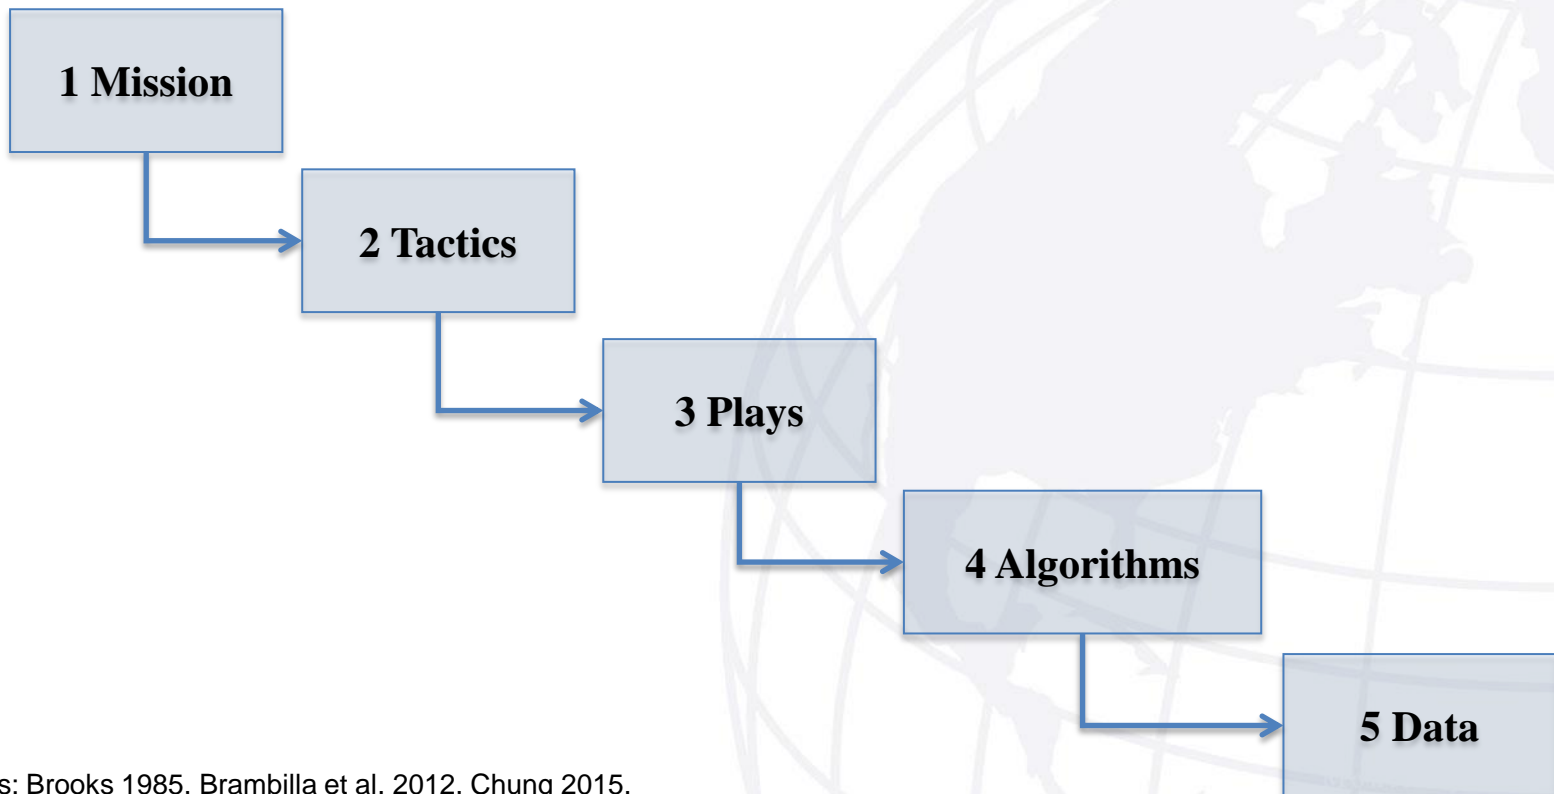 1 Mission
2 Tactics
3 Plays
4 Algorithms
5 Data
s: Brooks 1985, Brambilla et al. 2012, Chung 2015,